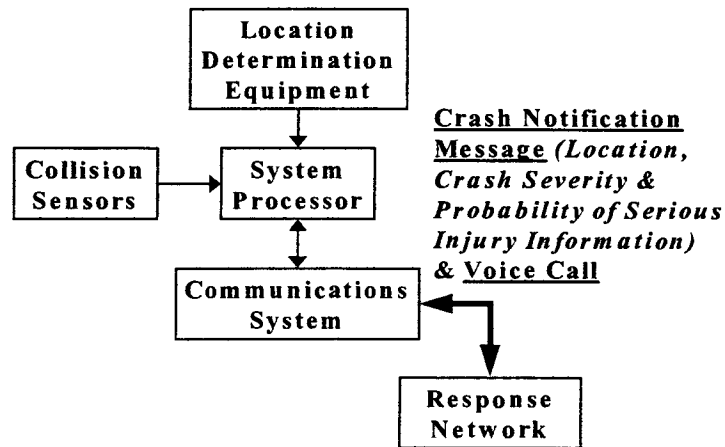 Location
Determination
Equipment
Crash Notification
Message (Location,
Crash Severity &
Probability of Serious
Injury Information)
& Voice Call
Collision
Sensors
System
Processor
Communications
System
Response
Network